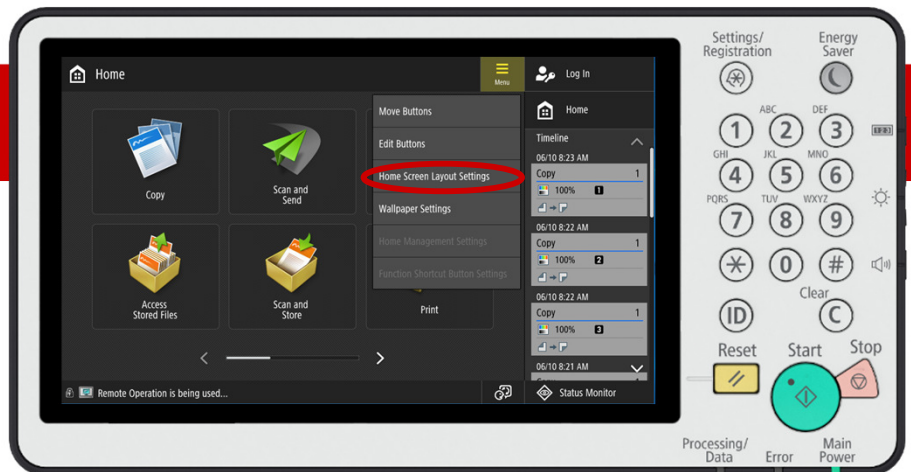 Home
Menu
Log In
Copy
Scan and
Send
Access
Stored Files
Scan and
Store
Print
Move Buttons
Edit Buttons
Home Screen Layout Settings
Wallpaper Settings
Home Management Settings
Function Shortcut Button Settings
Home
Timeline
06/10 8:23 AM
Copy 1
100% 1
06/10 8:22 AM
Copy 1
100% 2
06/10 8:22 AM
Copy 1
100% 3
06/10 8:21 AM
Remote Operation is being used...
Status Monitor
Settings/
Registration
Energy
Saver
ABC DEF
1 2 3
GHI JKL MNO
4 5 6
PQRS TUV WXYZ
7 8 9
0 #
Clear
ID C
Reset
Start
Stop
Processing/
Data
Error
Main
Power